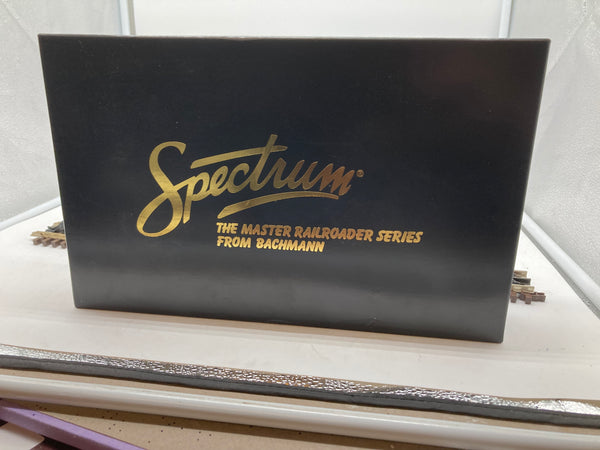 Spectrum®
THE MASTER RAILROADER SERIES
FROM BACHMANN